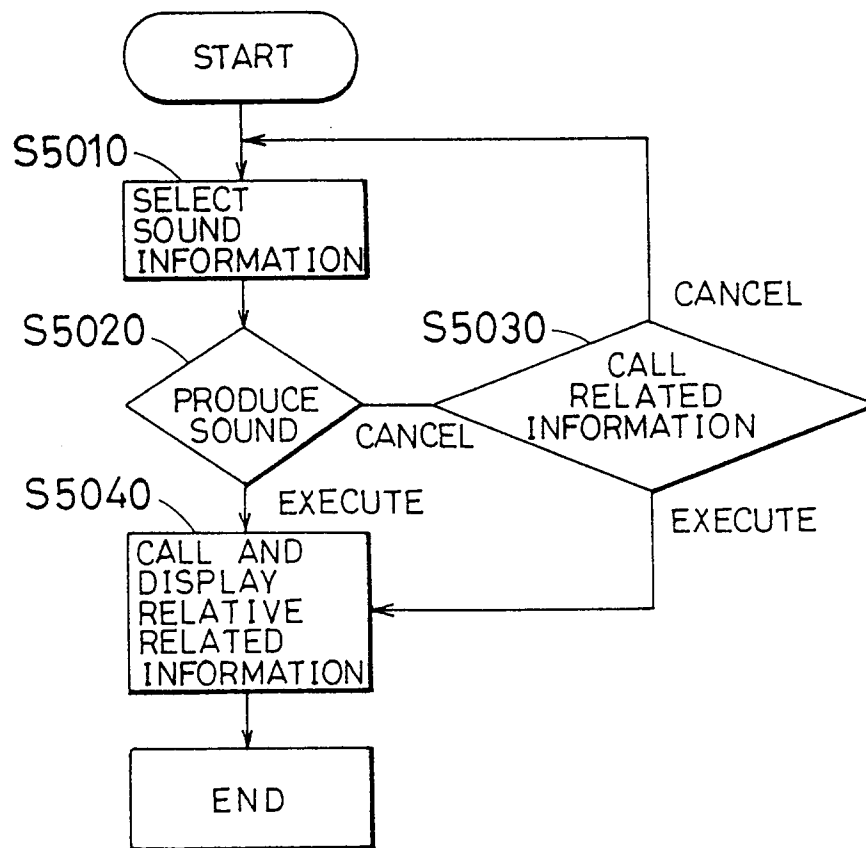 START
S5010
SELECT
SOUND
INFORMATION
CANCEL
S5020
S5030
PRODUCE
SOUND
CANCEL
CALL
RELATED
INFORMATION
EXECUTE
S5040
EXECUTE
CALL AND
DISPLAY
RELATIVE
RELATED
INFORMATION
END